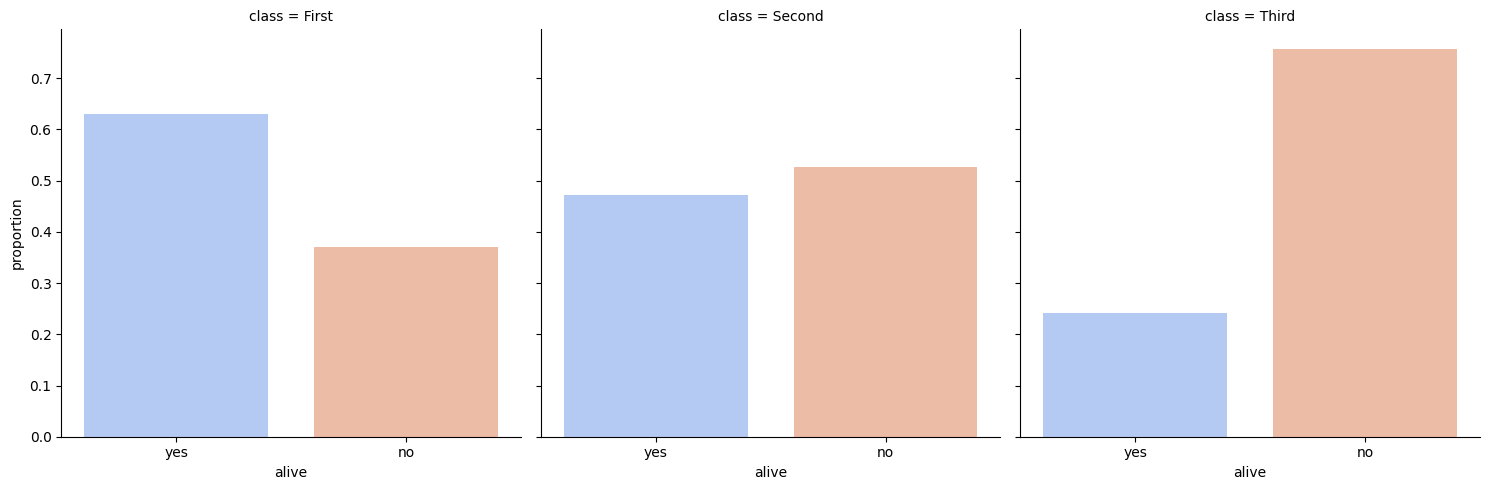 class = First
class = Second
class = Third
proportion
0.7
0.6
0.5
0.4
0.3
0.2
0.1
0.0
yes no
yes no
yes no
alive
alive
alive